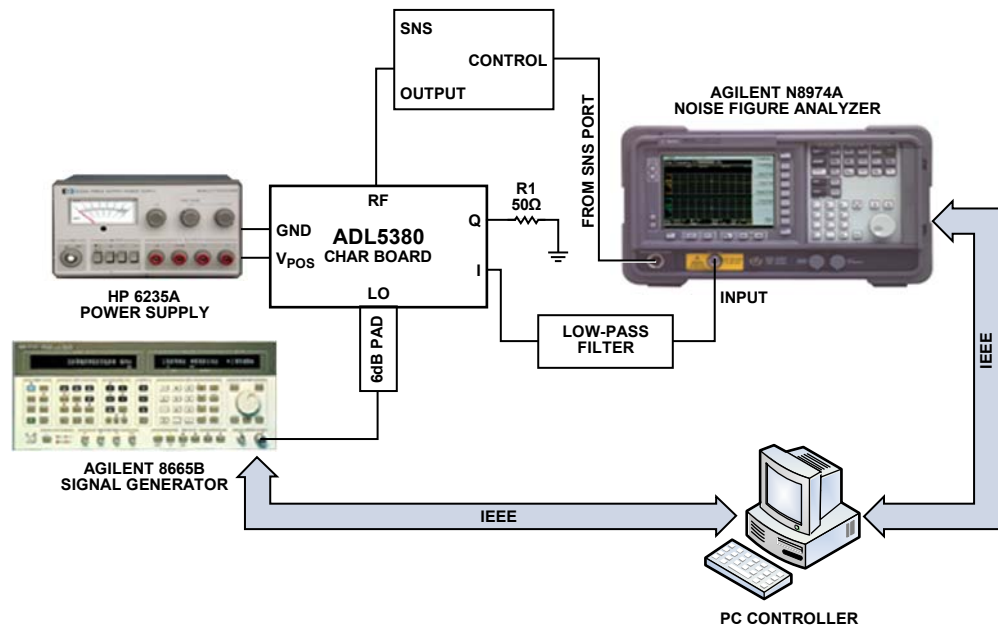 SNS
CONTROL
OUTPUT
AGILENT N8974A
NOISE FIGURE ANALYZER
FROM SNS PORT
R1
50Ω
RF
GND
ADL5380
CHAR BOARD
Q
VPOS
I
LO
HP 6235A
POWER SUPPLY
INPUT
6dB PAD
LOW-PASS
FILTER
IEEE
AGILENT 8665B
SIGNAL GENERATOR
IEEE
PC CONTROLLER